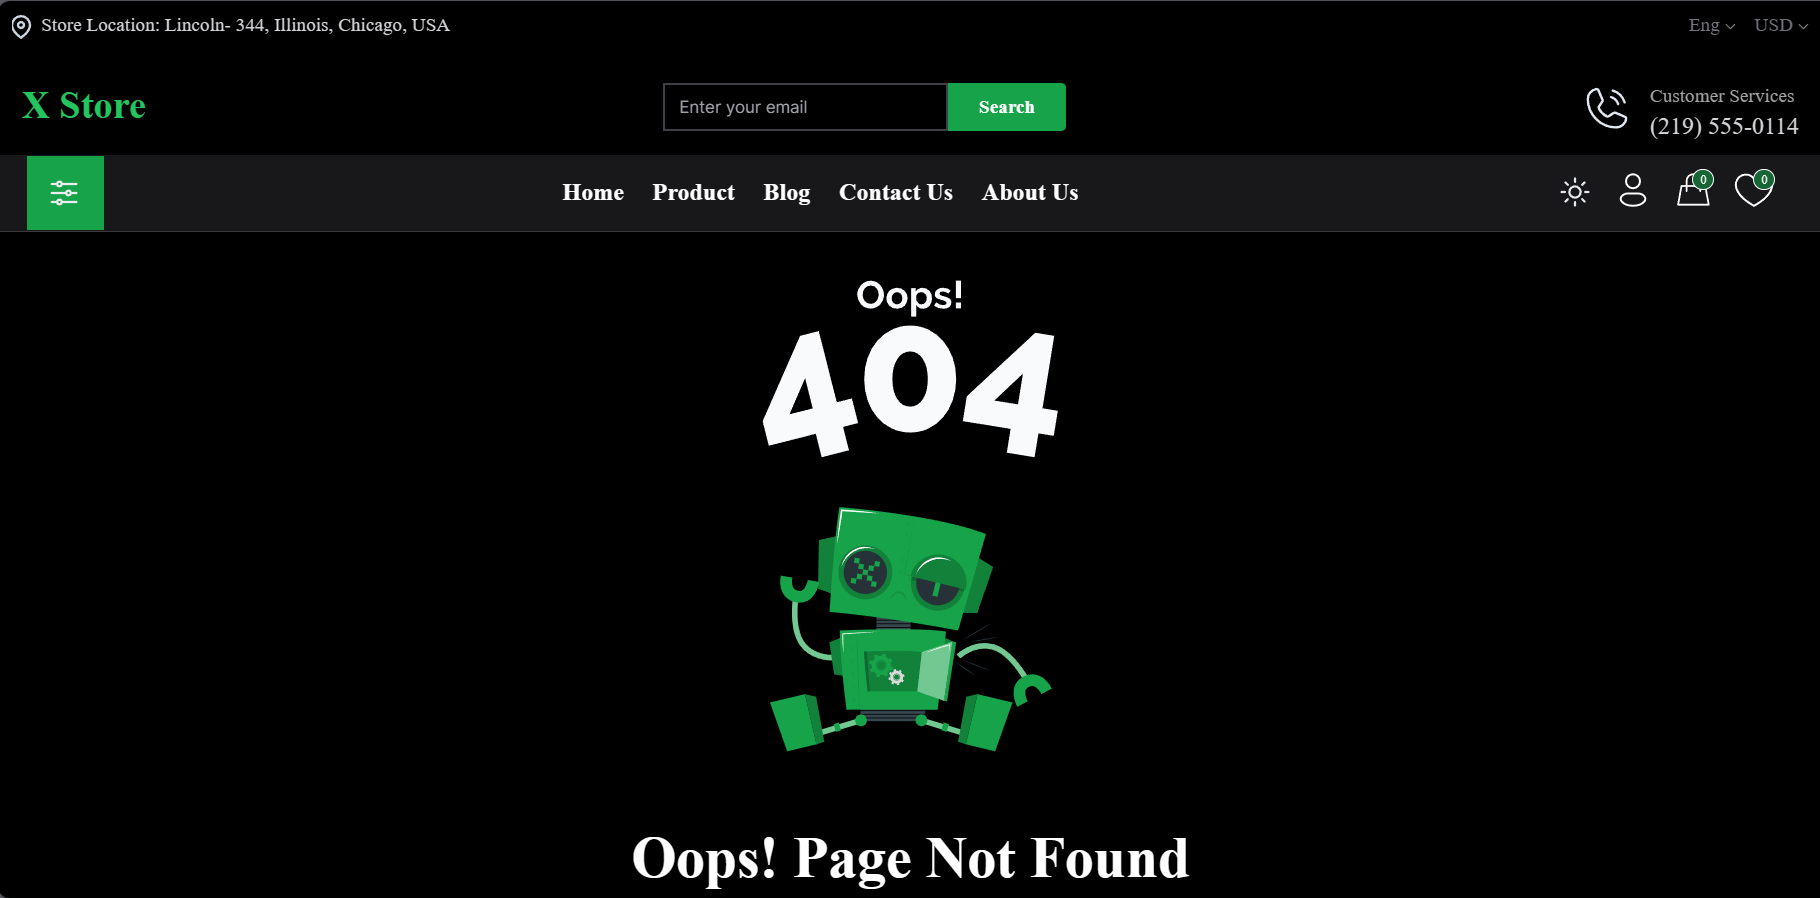 Store Location: Lincoln- 344, Illinois, Chicago, USA
Eng
USD
X Store
Enter your email
Search
Customer Services
(219) 555-0114
Home
Product
Blog
Contact Us
About Us
0
0
Oops!
404
Oops! Page Not Found